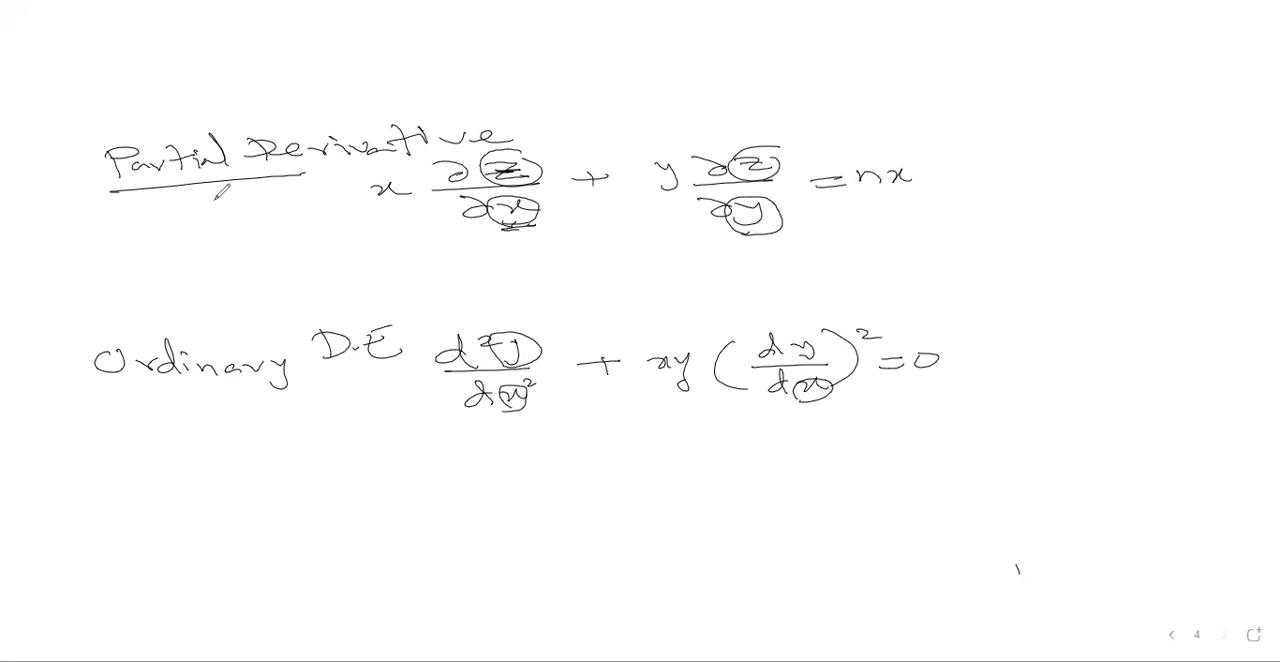 Partial Derivative
x ∂z/∂x + y ∂z/∂y = nx
Ordinary D.E d²y/dx² + xy (dy/dx)² = 0
4